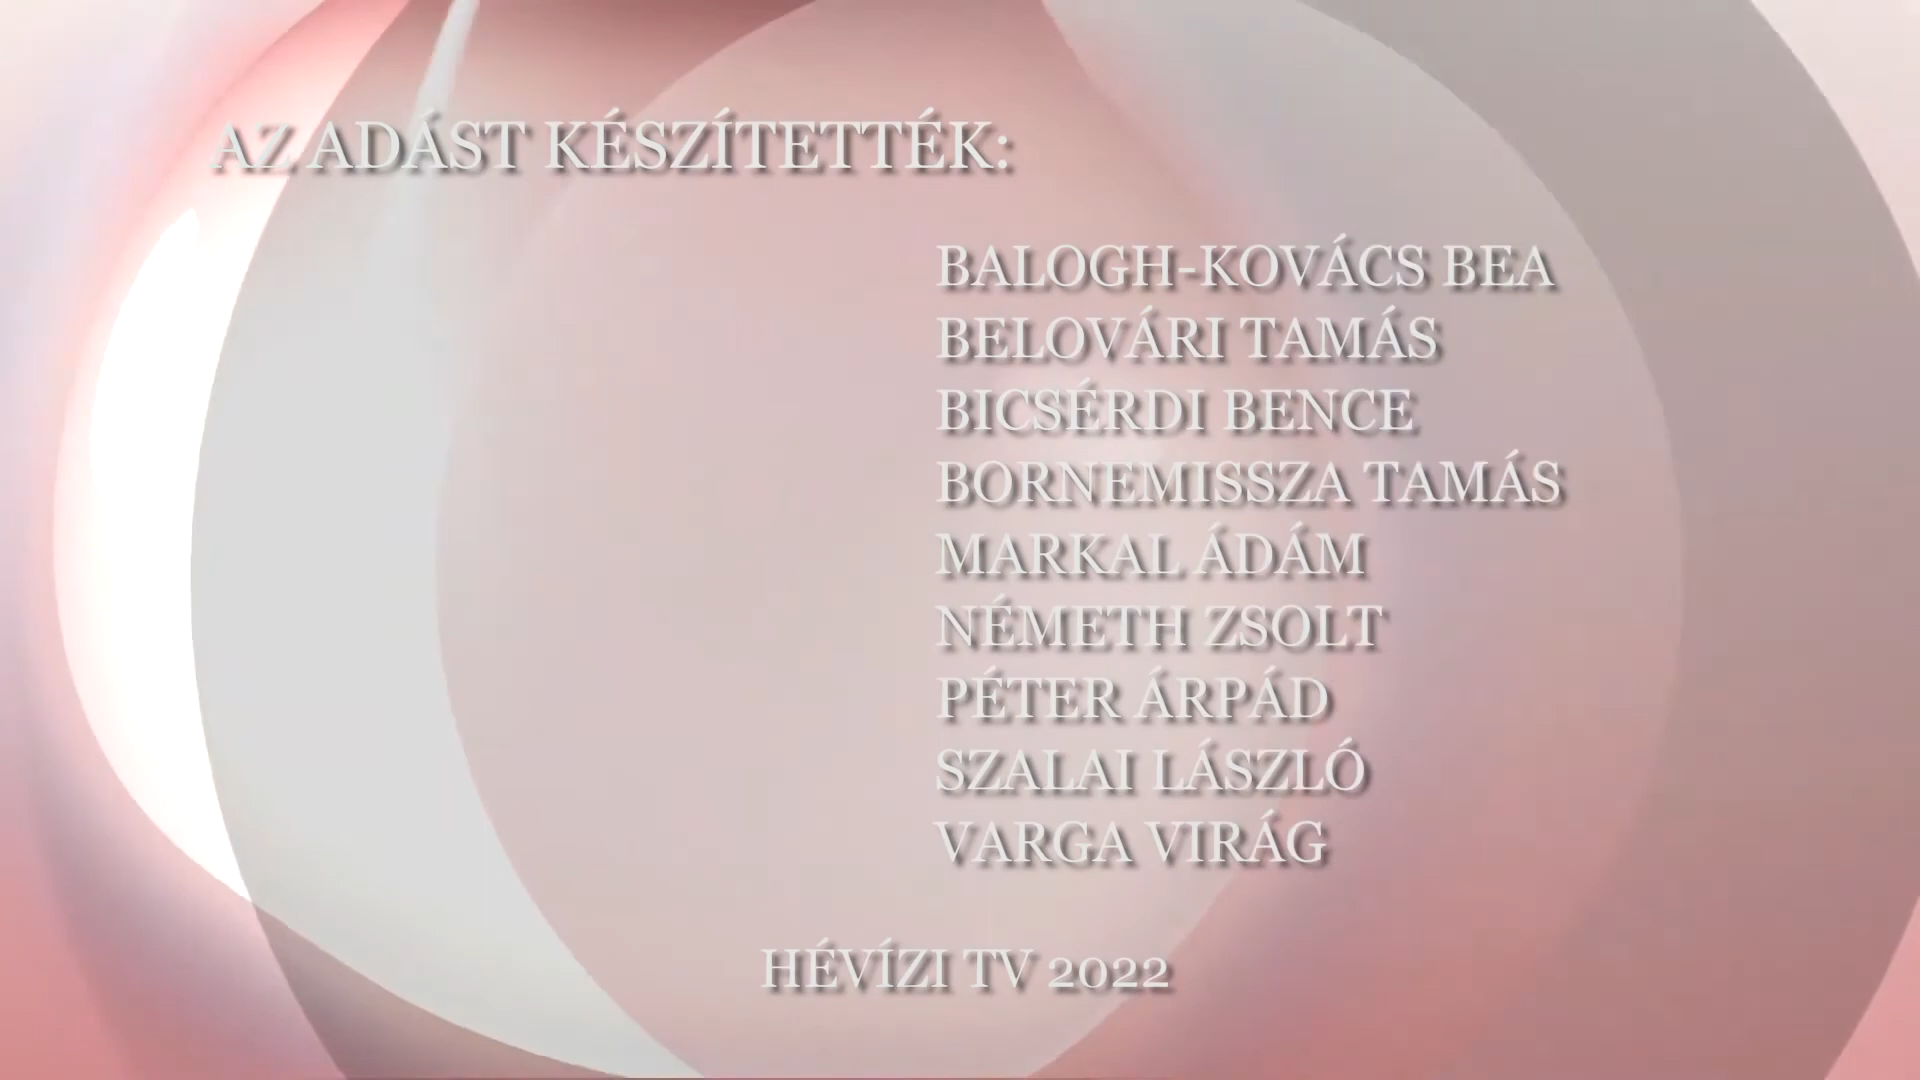 AZ ADÁST KÉSZÍTETTÉK:
BALOGH-KOVÁCS BEA
BELOVÁRI TAMÁS
BICSÉRDI BENCE
BORNEMISSZA TAMÁS
MARKAL ÁDÁM
NÉMETH ZSOLT
PÉTER ÁRPÁD
SZALAI LÁSZLÓ
VARGA VIRÁG
HÉVÍZI TV 2022